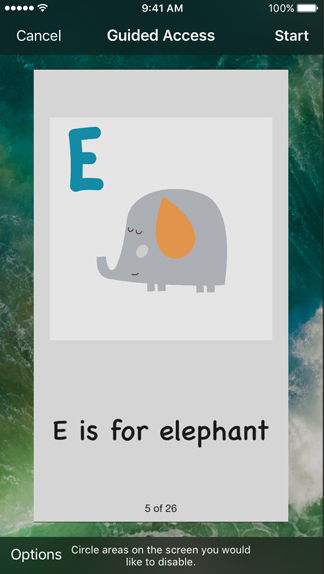 9:41 AM 100%
Cancel Guided Access Start
E
E is for elephant
5 of 26
Options Circle areas on the screen you would
like to disable.